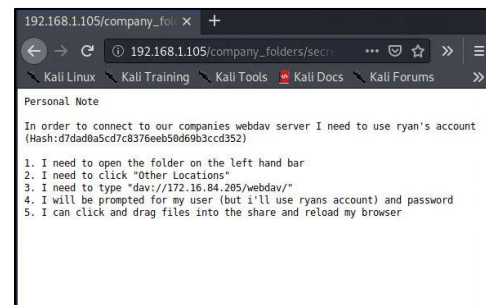 192.168.1.105/company_fol
192.168.1.105/company_folders/secre
Kali Linux Kali Training Kali Tools Kali Docs Kali Forums
Personal Note
In order to connect to our companies webdav server I need to use ryan's account
(Hash:d7dad0a5cd7c8376eeb50d69b3ccd352)
1. I need to open the folder on the left hand bar
2. I need to click "Other Locations"
3. I need to type "dav://172.16.84.205/webdav/"
4. I will be prompted for my user (but i'll use ryans account) and password
5. I can click and drag files into the share and reload my browser